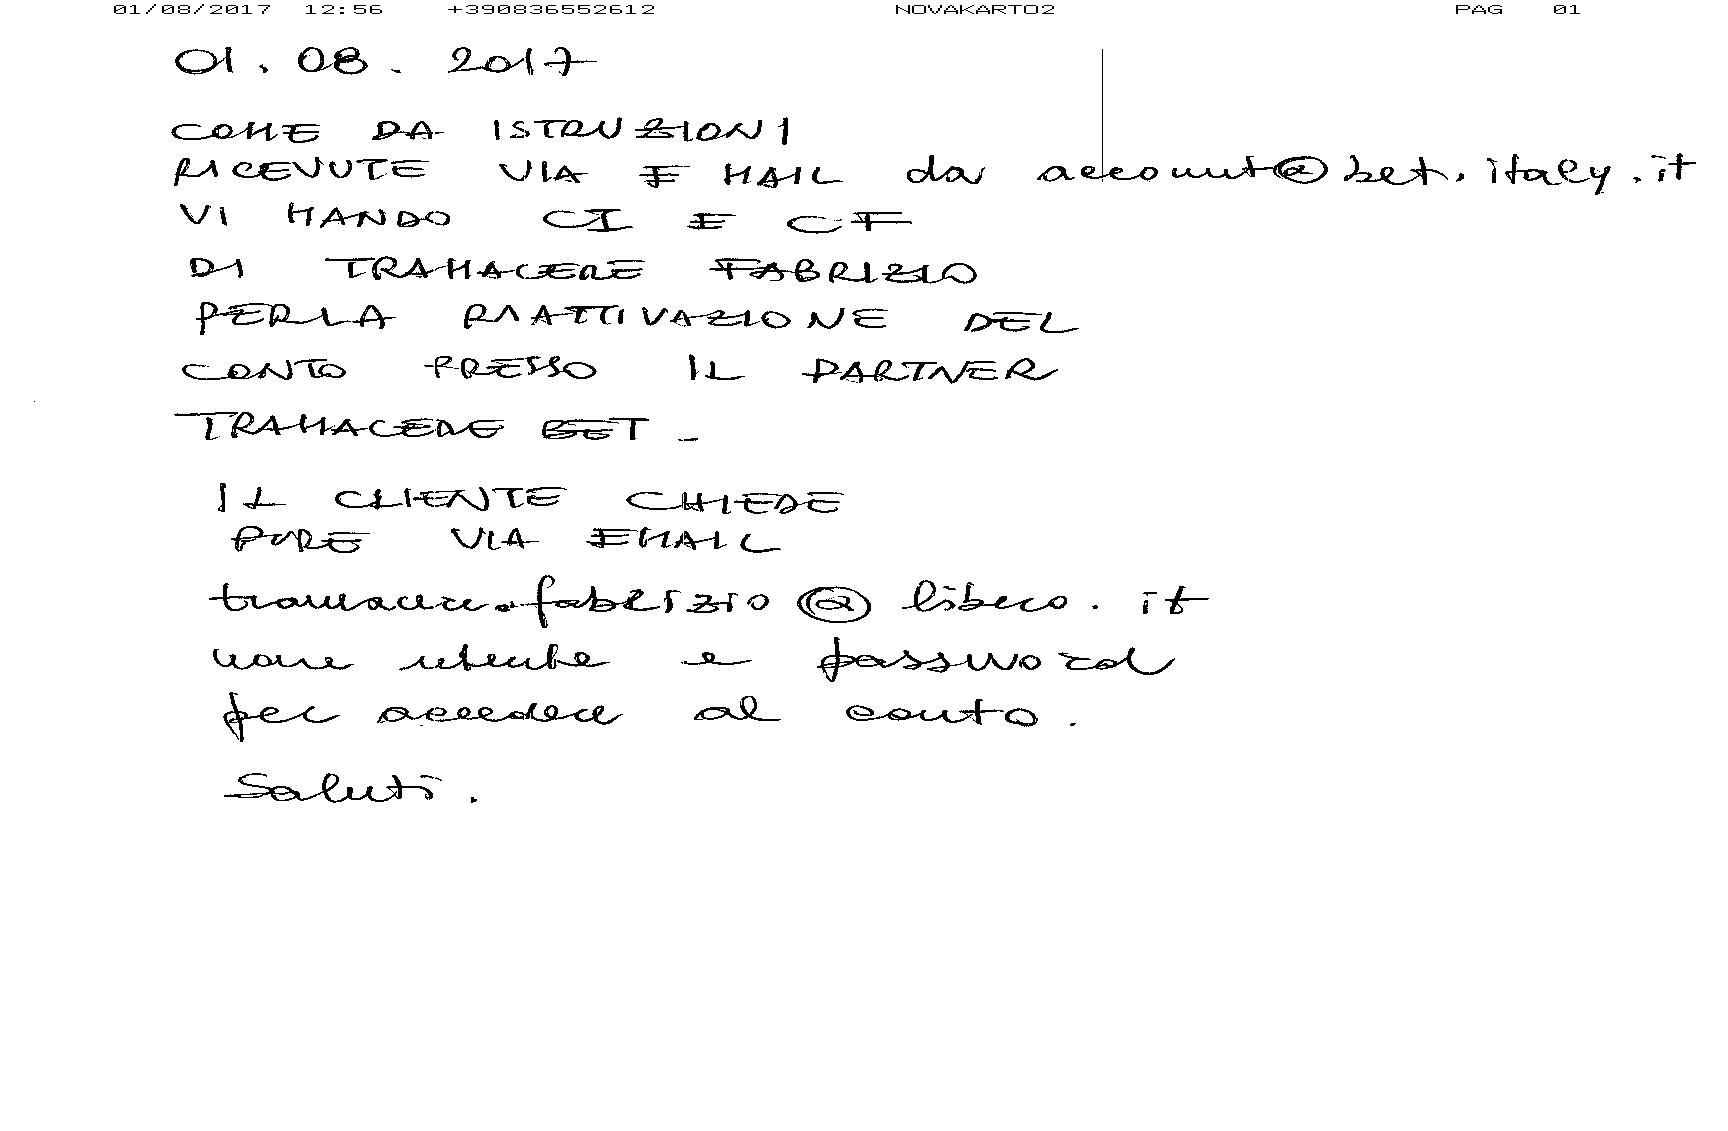 01/08/2017 12:56 +390836552612 NOVAKARTO2 PAG 01
01.08.2017
COME DA ISTRUZIONI
RICEVUTE VIA E MAIL da account@bet.italy.it
VI MANDO CI E CF
DI TRAMACERE FABRIZIO
PER LA RIATTIVAZIONE DEL
CONTO PRESSO IL PARTNER
TRAMACERE BET -
IL CLIENTE CHIEDE
PURE VIA EMAIL
tramacere.fabrizio@libero.it
nome utente e password
per accedere al conto.
Saluti.